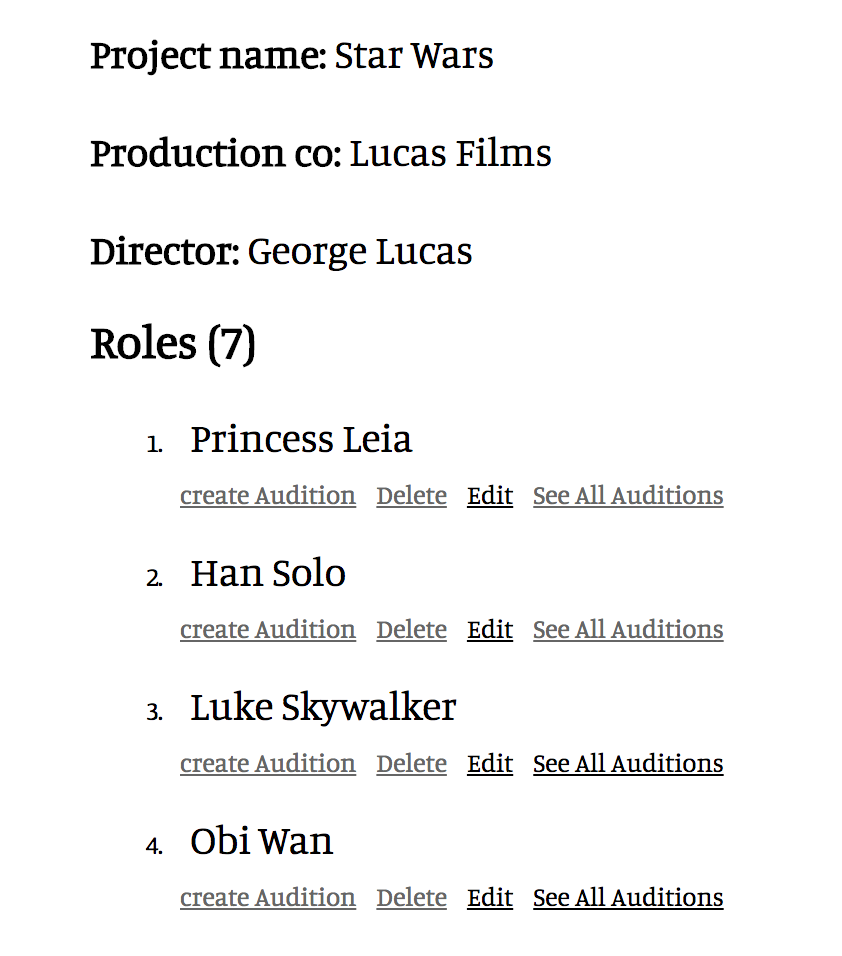 Project name: Star Wars
Production co: Lucas Films
Director: George Lucas
Roles (7)
1. Princess Leia
create Audition Delete Edit See All Auditions
2. Han Solo
create Audition Delete Edit See All Auditions
3. Luke Skywalker
create Audition Delete Edit See All Auditions
4. Obi Wan
create Audition Delete Edit See All Auditions